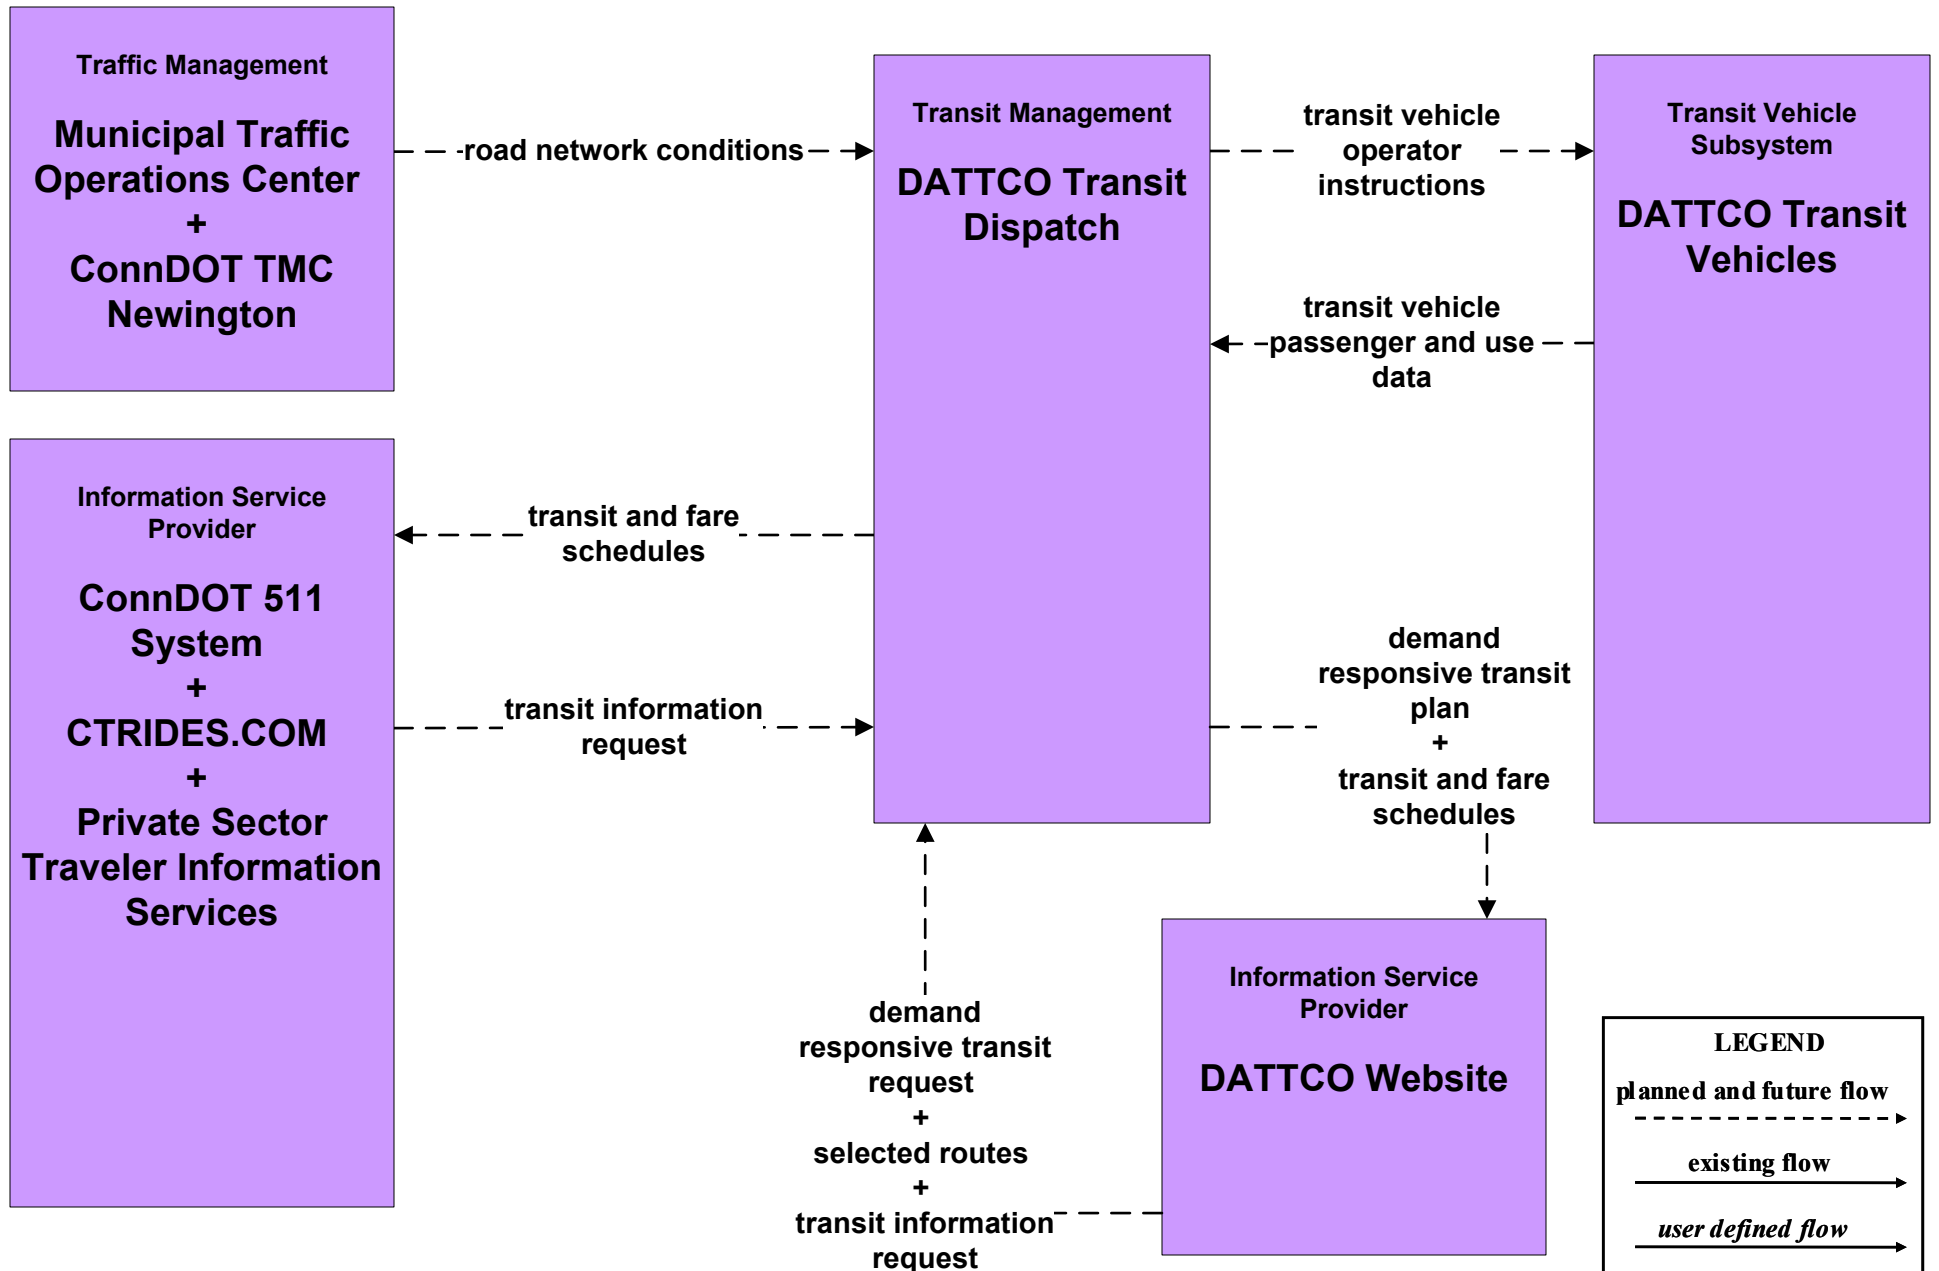 Traffic Management
Municipal Traffic
Operations Center
+
ConnDOT TMC
Newington
road network conditions
Transit Management
DATTCO Transit
Dispatch
transit vehicle
operator
instructions
Transit Vehicle
Subsystem
DATTCO Transit
Vehicles
transit vehicle
passenger and use
data
Information Service
Provider
ConnDOT 511
System
+
CTRIDES.COM
+
Private Sector
Traveler Information
Services
transit and fare
schedules
transit information
request
demand
responsive transit
plan
+
transit and fare
schedules
demand
responsive transit
request
+
selected routes
+
transit information
request
Information Service
Provider
DATTCO Website
LEGEND
planned and future flow
existing flow
user defined flow